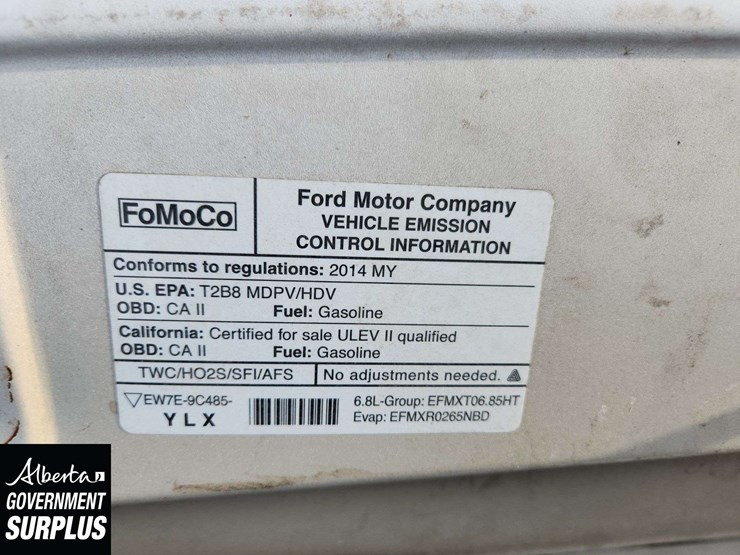 FoMoCo
Ford Motor Company
VEHICLE EMISSION
CONTROL INFORMATION
Conforms to regulations: 2014 MY
U.S. EPA: T2B8 MDPV/HDV
OBD: CA II Fuel: Gasoline
California: Certified for sale ULEV II qualified
OBD: CA II Fuel: Gasoline
TWC/HO2S/SFI/AFS No adjustments needed.
EW7E-9C485- 6.8L-Group: EFMXT06.85HT
YLX Evap: EFMXR0265NBD
Alberta
GOVERNMENT
SURPLUS